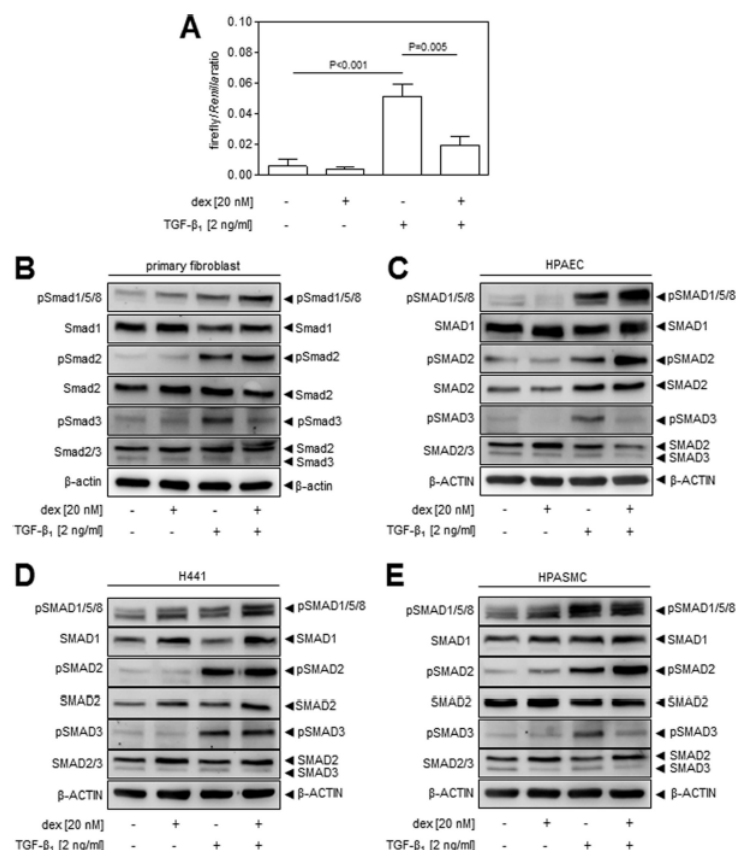 A
0.10
P=0.005
0.08
P<0.001
firefly/Renilla ratio
0.06
0.04
0.02
0.00
dex [20 nM] - + - +
TGF-β1 [2 ng/ml] - - + +
B
primary fibroblast
pSmad1/5/8 ◄ pSmad1/5/8
Smad1 ◄ Smad1
pSmad2 ◄ pSmad2
Smad2 ◄ Smad2
pSmad3 ◄ pSmad3
Smad2/3 ◄ Smad2
◄ Smad3
β-actin ◄ β-actin
dex [20 nM] - + - +
TGF-β1 [2 ng/ml] - - + +
C
HPAEC
pSMAD1/5/8 ◄ pSMAD1/5/8
SMAD1 ◄ SMAD1
pSMAD2 ◄ pSMAD2
SMAD2 ◄ SMAD2
pSMAD3 ◄ pSMAD3
SMAD2/3 ◄ SMAD2
◄ SMAD3
β-ACTIN ◄ β-ACTIN
dex [20 nM] - + - +
TGF-β1 [2 ng/ml] - - + +
D
H441
pSMAD1/5/8 ◄ pSMAD1/5/8
SMAD1 ◄ SMAD1
pSMAD2 ◄ pSMAD2
SMAD2 ◄ SMAD2
pSMAD3 ◄ pSMAD3
SMAD2/3 ◄ SMAD2
◄ SMAD3
β-ACTIN ◄ β-ACTIN
dex [20 nM] - + - +
TGF-β1 [2 ng/ml] - - + +
E
HPASMC
pSMAD1/5/8 ◄ pSMAD1/5/8
SMAD1 ◄ SMAD1
pSMAD2 ◄ pSMAD2
SMAD2 ◄ SMAD2
pSMAD3 ◄ pSMAD3
SMAD2/3 ◄ SMAD2
◄ SMAD3
β-ACTIN ◄ β-ACTIN
dex [20 nM] - + - +
TGF-β1 [2 ng/ml] - - + +